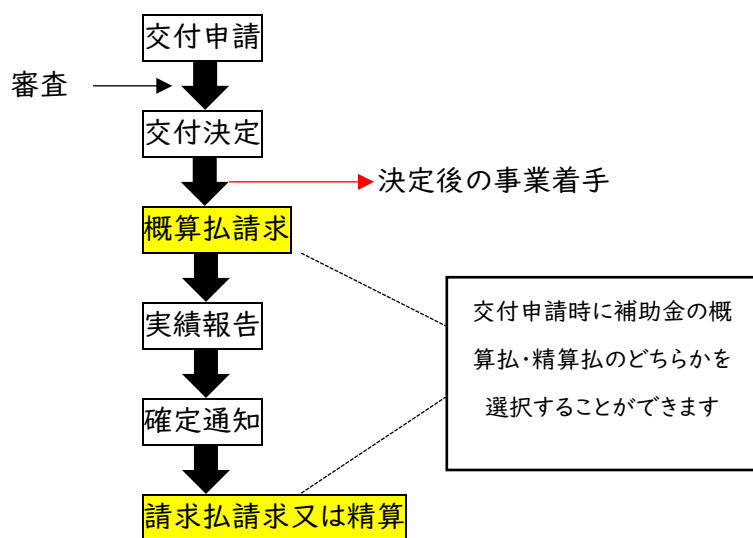 交付申請
審査
交付決定
決定後の事業着手
概算払請求
実績報告
交付申請時に補助金の概
算払・精算払のどちらかを
選択することができます
確定通知
請求払請求又は精算